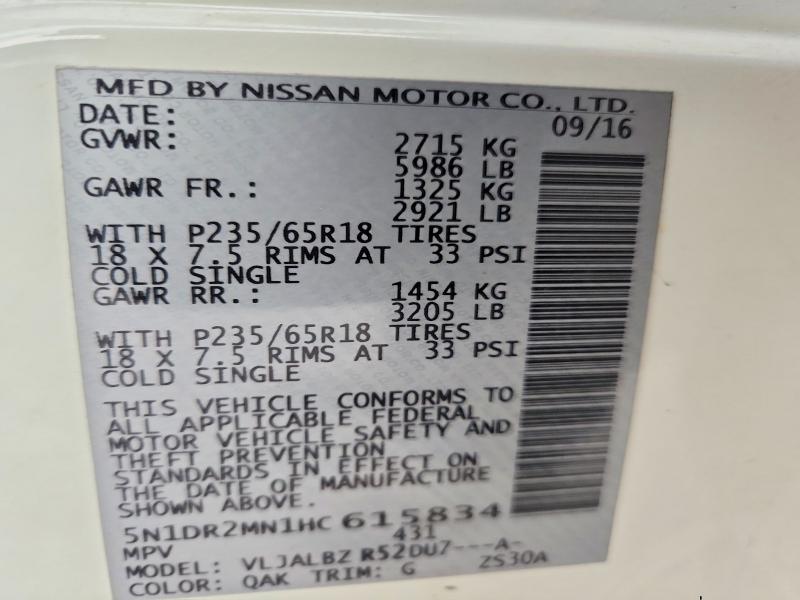 MFD BY NISSAN MOTOR CO., LTD.
DATE: 09/16
GVWR: 2715 KG
5986 LB
GAWR FR.: 1325 KG
2921 LB
WITH P235/65R18 TIRES
18 X 7.5 RIMS AT 33 PSI
COLD SINGLE
GAWR RR.: 1454 KG
3205 LB
WITH P235/65R18 TIRES
18 X 7.5 RIMS AT 33 PSI
COLD SINGLE
THIS VEHICLE CONFORMS TO
ALL APPLICABLE FEDERAL
MOTOR VEHICLE SAFETY AND
THEFT PREVENTION
STANDARDS IN EFFECT ON
THE DATE OF MANUFACTURE
SHOWN ABOVE.
5N1DR2MN1HC615834
MPV 431
MODEL: VLJALBZ R52DU7---A-
COLOR: QAK TRIM: G ZS30A